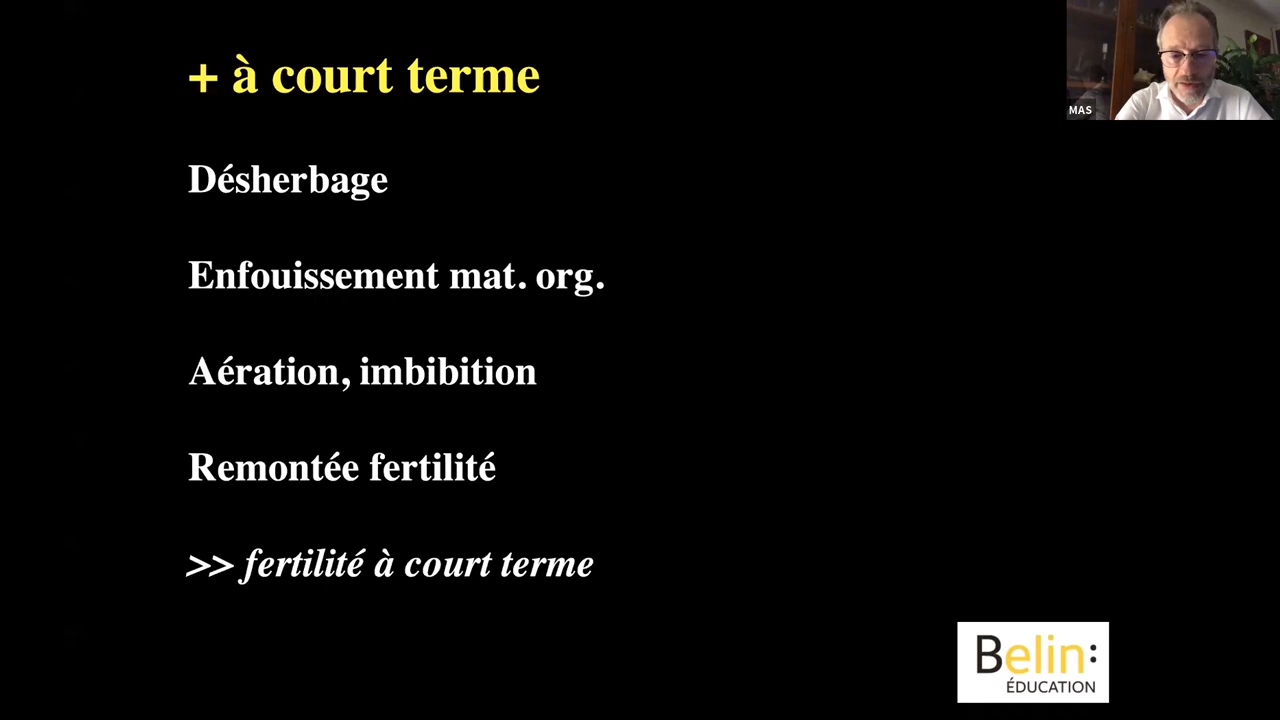 + à court terme
MAS
Désherbage
Enfouissement mat. org.
Aération, imbibition
Remontée fertilité
>> fertilité à court terme
Belin:
ÉDUCATION